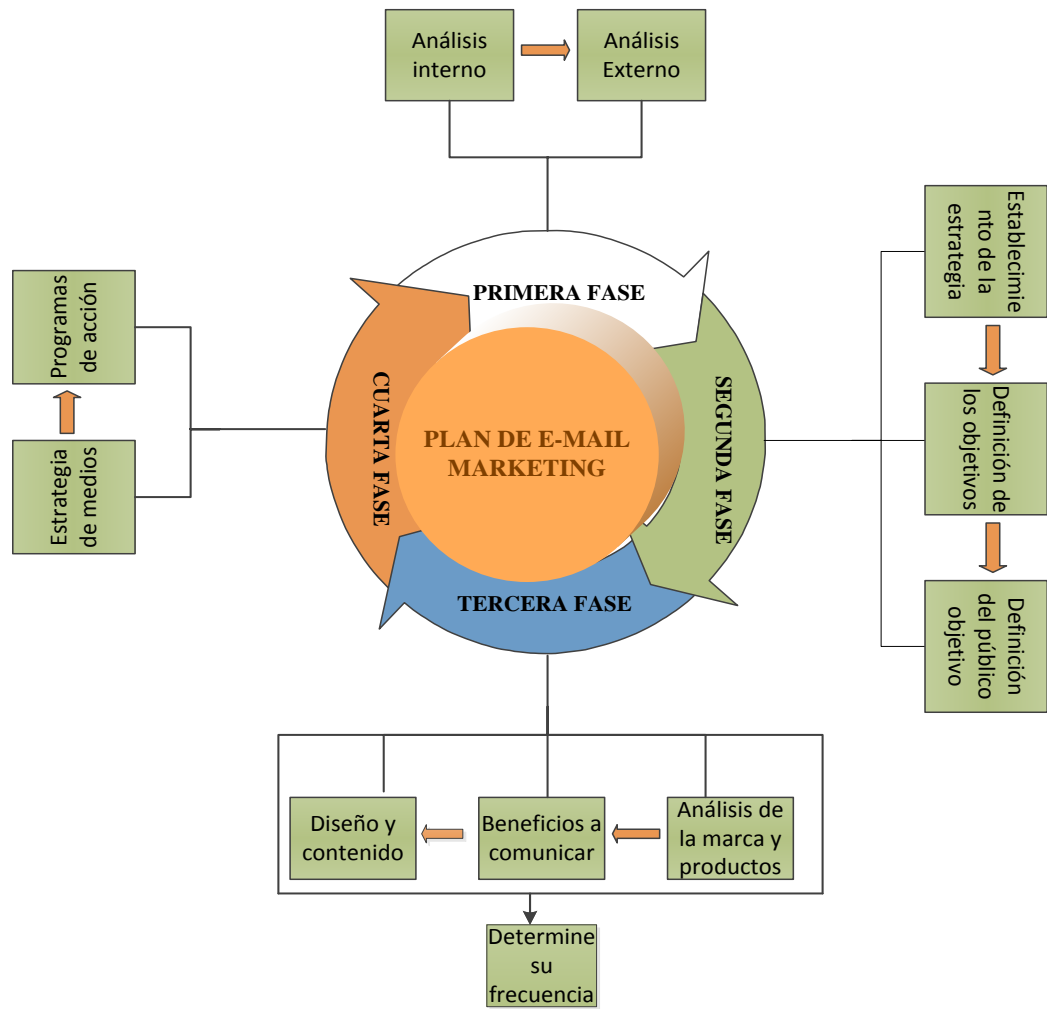 Análisis
interno
Análisis
Externo
PRIMERA FASE
Establecimie
nto de la
estrategia
Programas
de acción
SEGUNDA FASE
CUARTA FASE
Definición de
los objetivos
PLAN DE E-MAIL
MARKETING
Estrategia
de medios
Definición
del público
objetivo
TERCERA FASE
Diseño y
contenido
Beneficios a
comunicar
Análisis de
la marca y
productos
Determine
su
frecuencia